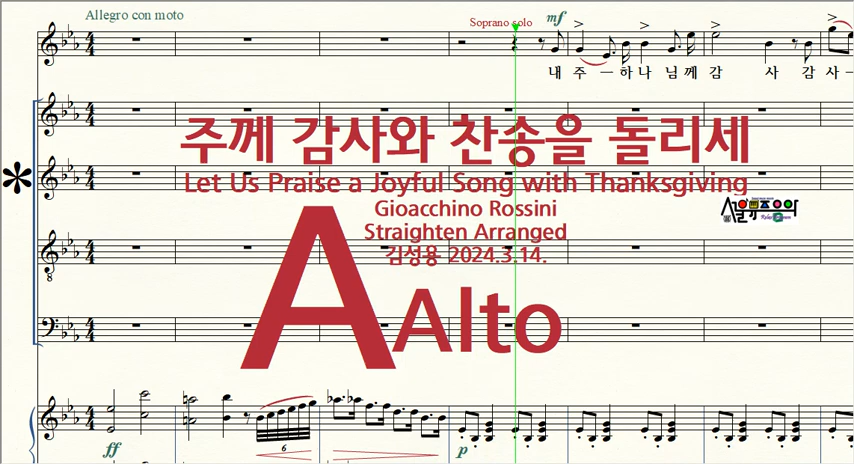 Allegro con moto
Soprano solo
mf
내 주 ― 하 나 님 께 감 사 감 사 ―
주께 감사와 찬송을 돌리세
Let Us Praise a Joyful Song with Thanksgiving
Gioacchino Rossini
Straighten Arranged
김성용 2024.3.14.
A Alto
ff
6
p